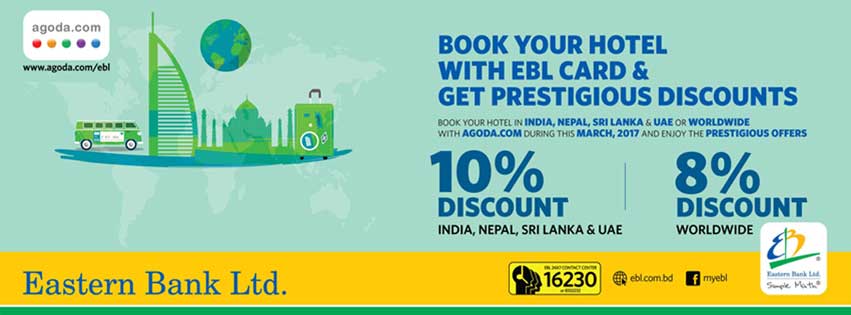 agoda.com
www.agoda.com/ebl
BOOK YOUR HOTEL
WITH EBL CARD &
GET PRESTIGIOUS DISCOUNTS
BOOK YOUR HOTEL IN INDIA, NEPAL, SRI LANKA & UAE OR WORLDWIDE
WITH AGODA.COM DURING THIS MARCH, 2017 AND ENJOY THE PRESTIGIOUS OFFERS
10%
DISCOUNT
INDIA, NEPAL, SRI LANKA & UAE
8%
DISCOUNT
WORLDWIDE
Eastern Bank Ltd.
EBL 24X7 CONTACT CENTER
16230
ebl.com.bd
myebl
Eastern Bank Ltd.
Simple Math®